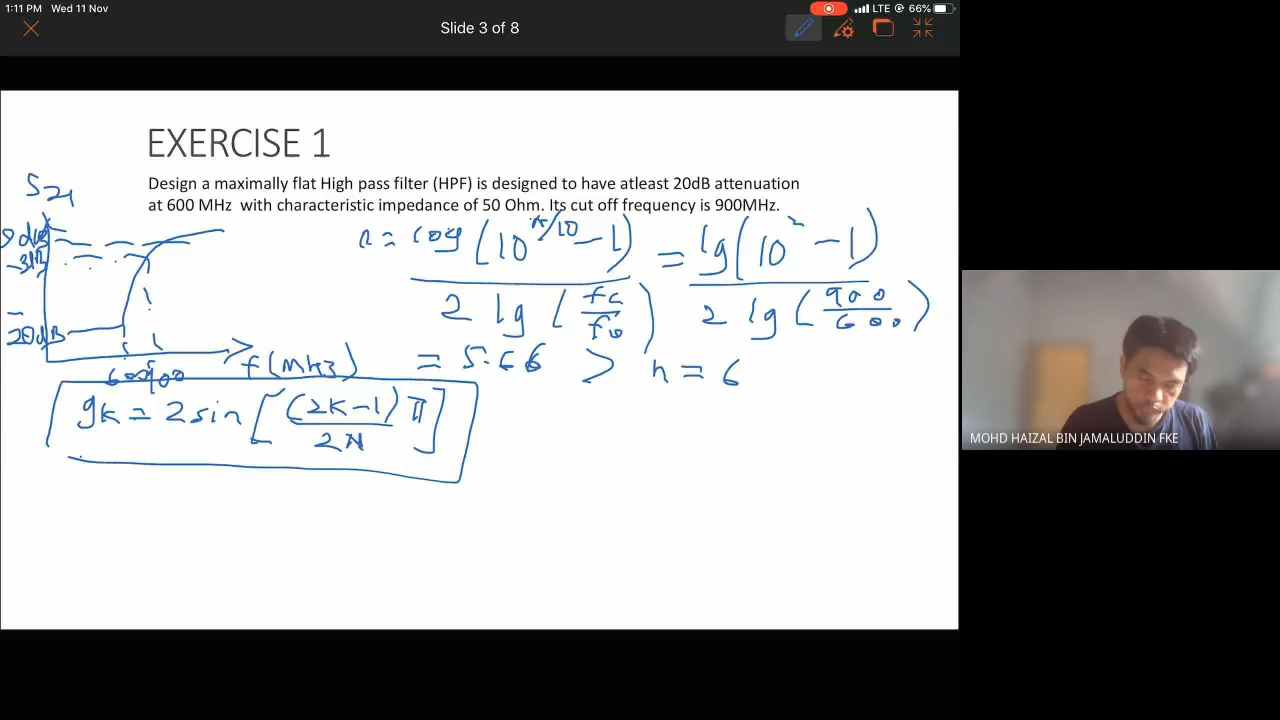 1:11 PM Wed 11 Nov
LTE 66%
Slide 3 of 8
EXERCISE 1
Design a maximally flat High pass filter (HPF) is designed to have atleast 20dB attenuation
at 600 MHz with characteristic impedance of 50 Ohm. Its cut off frequency is 900MHz.
S21
-3dB
-20dB
600 900 f(MHz)
n = log (10^A/10 - 1) / 2 lg (fc/fo) = lg (10^2 - 1) / 2 lg (900/600)
= 5.66 > n = 6
gk = 2 sin [(2K-1) π / 2N]
MOHD HAIZAL BIN JAMALUDDIN FKE